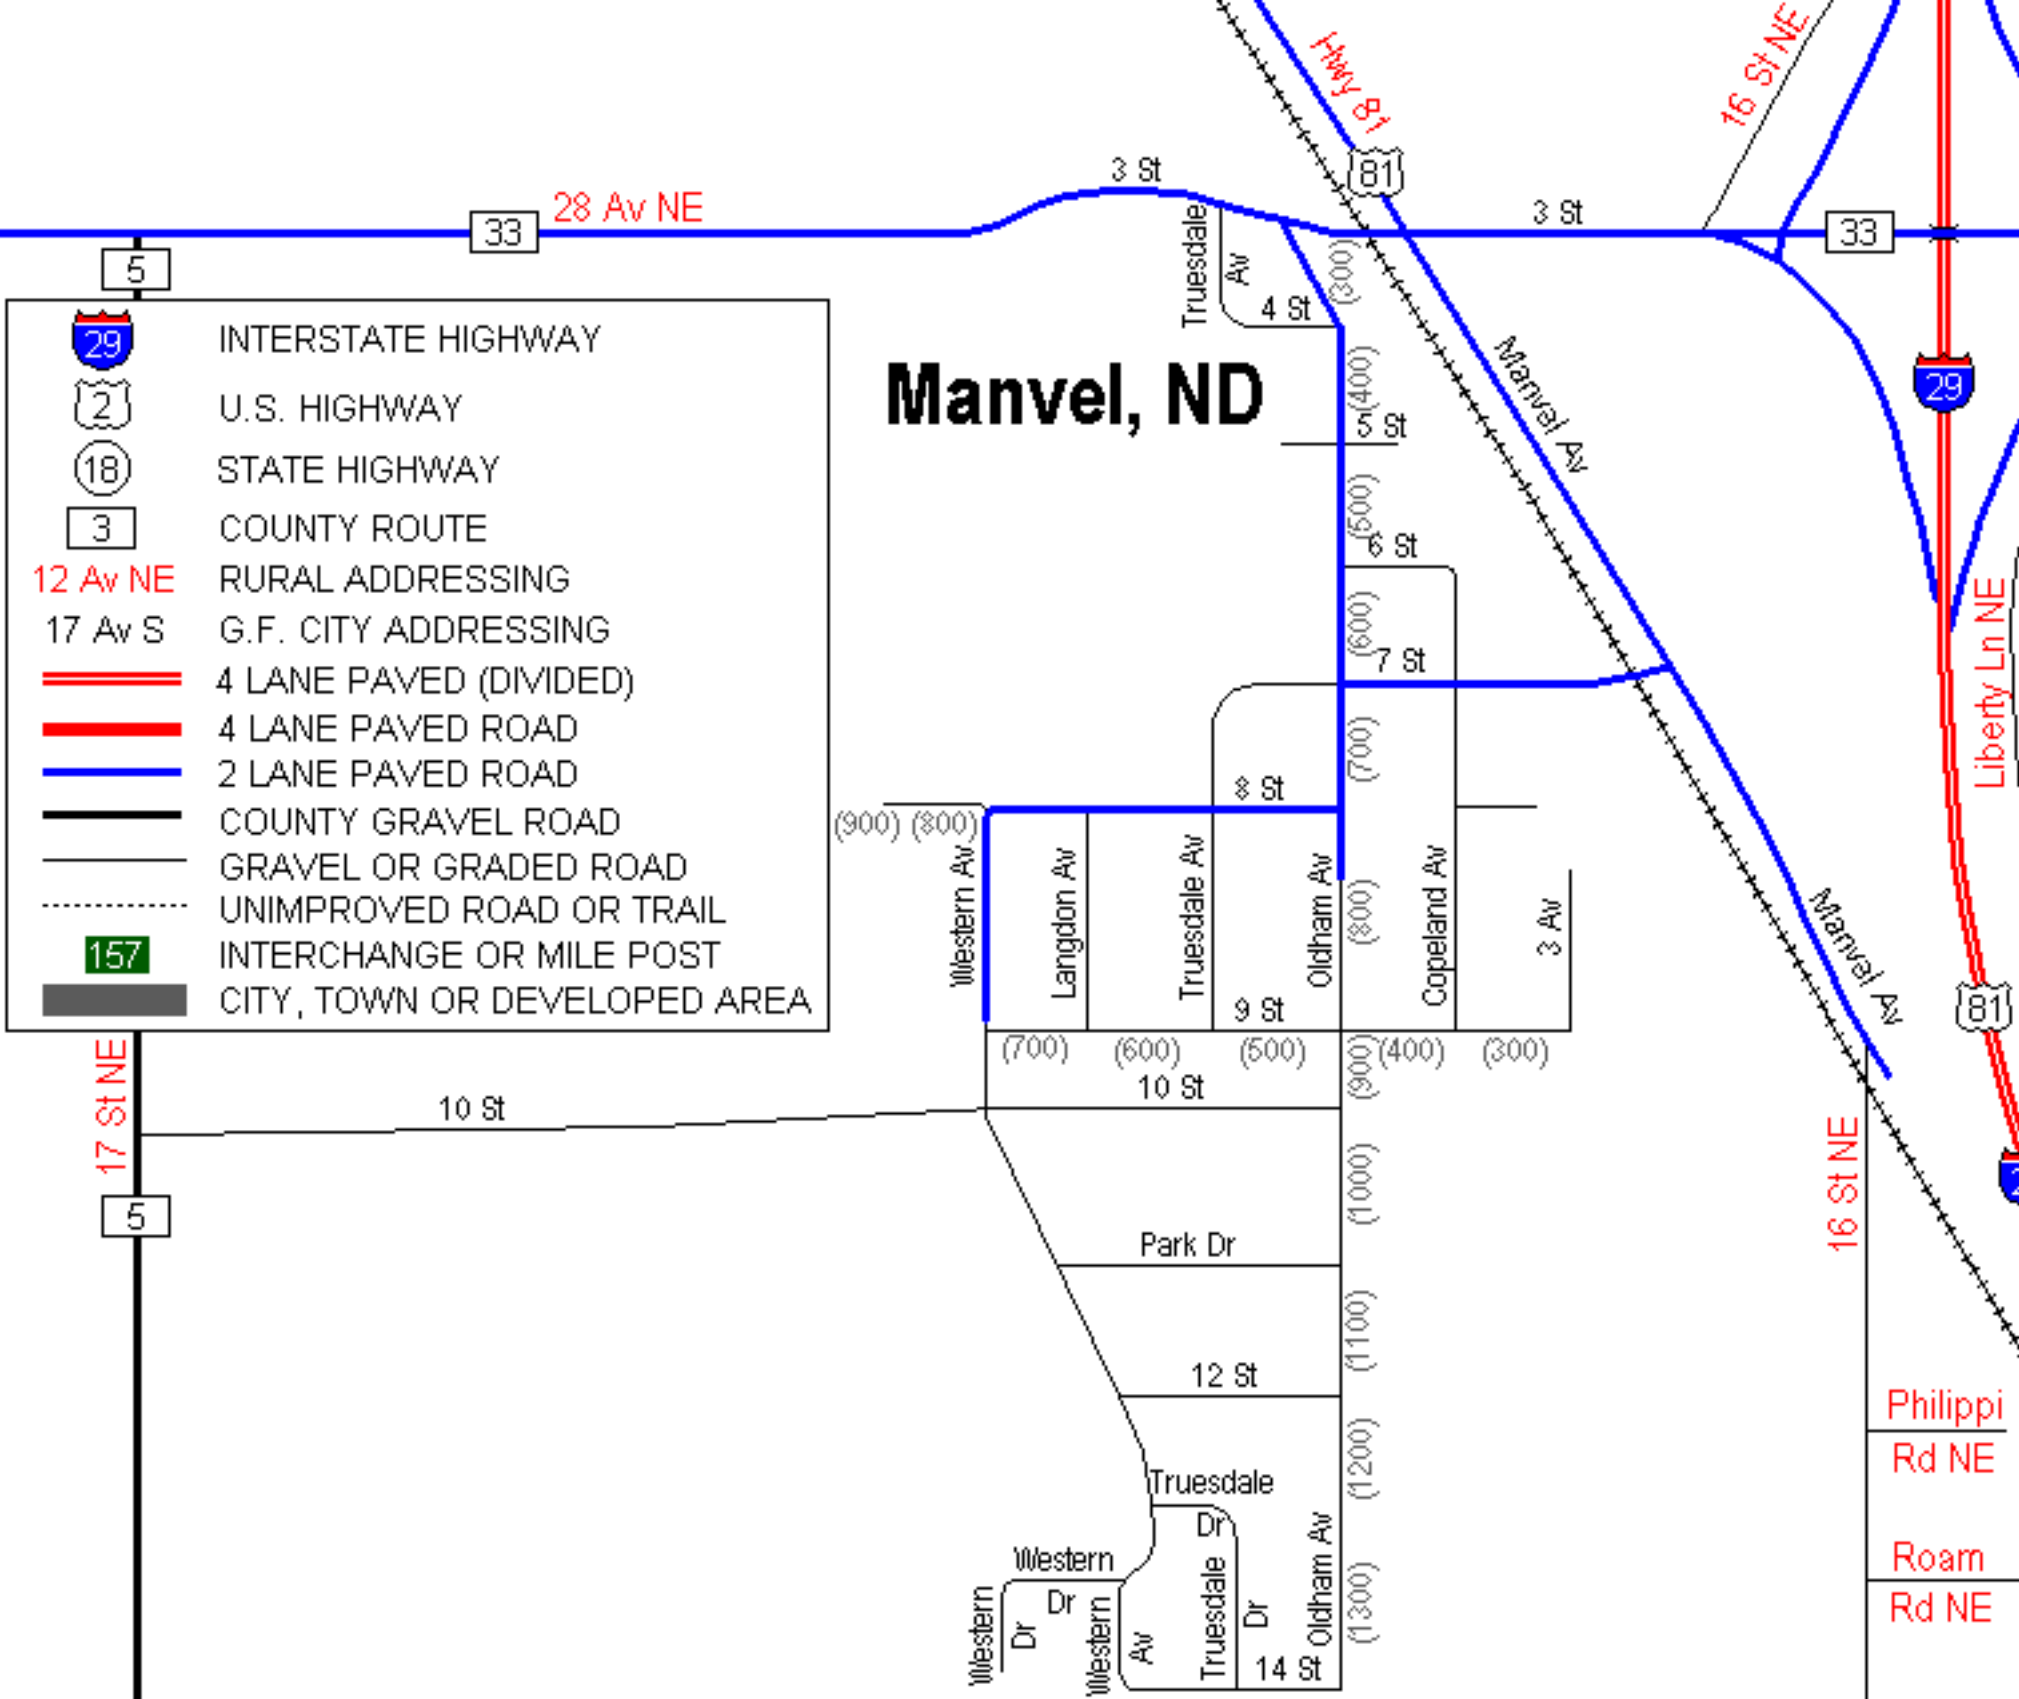 Hwy 81
16 St NE
81
3 St
28 Av NE
33
3 St
33
5
Truesdale
Av
(300)
4 St
29
INTERSTATE HIGHWAY
2
U.S. HIGHWAY
18
STATE HIGHWAY
3
COUNTY ROUTE
12 Av NE
RURAL ADDRESSING
17 Av S
G.F. CITY ADDRESSING
4 LANE PAVED (DIVIDED)
4 LANE PAVED ROAD
2 LANE PAVED ROAD
COUNTY GRAVEL ROAD
GRAVEL OR GRADED ROAD
UNIMPROVED ROAD OR TRAIL
157
INTERCHANGE OR MILE POST
CITY, TOWN OR DEVELOPED AREA
Manvel, ND
(400)
Manvel Av
29
5 St
(500)
6 St
(600)
7 St
Liberty Ln NE
(700)
8 St
(900)
(800)
Western Av
Langdon Av
Truesdale Av
Oldham Av
(800)
Copeland Av
3 Av
Manvel Av
81
9 St
(700)
(600)
(500)
(900)
(400)
(300)
17 St NE
10 St
10 St
5
(1000)
16 St NE
2
Park Dr
(1100)
12 St
Philippi
Rd NE
(1200)
Truesdale
Dr
Truesdale
Dr
Oldham Av
(1300)
Western
Dr
Western
Dr
Western
Av
14 St
Roam
Rd NE